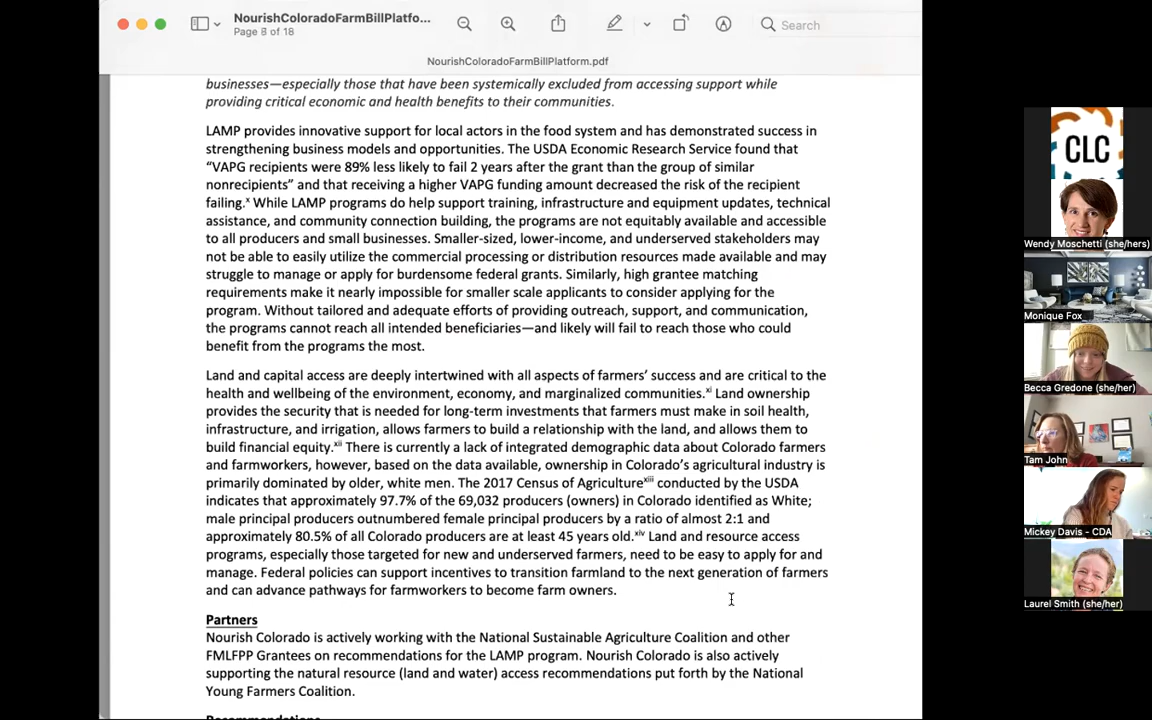 NourishColoradoFarmBillPlatfo...
Page 8 of 18
Search
NourishColoradoFarmBillPlatform.pdf
businesses—especially those that have been systemically excluded from accessing support while
providing critical economic and health benefits to their communities.
LAMP provides innovative support for local actors in the food system and has demonstrated success in
strengthening business models and opportunities. The USDA Economic Research Service found that
“VAPG recipients were 89% less likely to fail 2 years after the grant than the group of similar
nonrecipients” and that receiving a higher VAPG funding amount decreased the risk of the recipient
failing.x While LAMP programs do help support training, infrastructure and equipment updates, technical
assistance, and community connection building, the programs are not equitably available and accessible
to all producers and small businesses. Smaller-sized, lower-income, and underserved stakeholders may
not be able to easily utilize the commercial processing or distribution resources made available and may
struggle to manage or apply for burdensome federal grants. Similarly, high grantee matching
requirements make it nearly impossible for smaller scale applicants to consider applying for the
program. Without tailored and adequate efforts of providing outreach, support, and communication,
the programs cannot reach all intended beneficiaries—and likely will fail to reach those who could
benefit from the programs the most.
Land and capital access are deeply intertwined with all aspects of farmers’ success and are critical to the
health and wellbeing of the environment, economy, and marginalized communities.xi Land ownership
provides the security that is needed for long-term investments that farmers must make in soil health,
infrastructure, and irrigation, allows farmers to build a relationship with the land, and allows them to
build financial equity.xii There is currently a lack of integrated demographic data about Colorado farmers
and farmworkers, however, based on the data available, ownership in Colorado’s agricultural industry is
primarily dominated by older, white men. The 2017 Census of Agriculturexiii conducted by the USDA
indicates that approximately 97.7% of the 69,032 producers (owners) in Colorado identified as White;
male principal producers outnumbered female principal producers by a ratio of almost 2:1 and
approximately 80.5% of all Colorado producers are at least 45 years old.xiv Land and resource access
programs, especially those targeted for new and underserved farmers, need to be easy to apply for and
manage. Federal policies can support incentives to transition farmland to the next generation of farmers
and can advance pathways for farmworkers to become farm owners.
Partners
Nourish Colorado is actively working with the National Sustainable Agriculture Coalition and other
FMLFPP Grantees on recommendations for the LAMP program. Nourish Colorado is also actively
supporting the natural resource (land and water) access recommendations put forth by the National
Young Farmers Coalition.
Recommendations
CLC
Wendy Moschetti (she/hers)
Monique Fox
Becca Gredone (she/her)
Tam John
Mickey Davis - CDA
Laurel Smith (she/her)